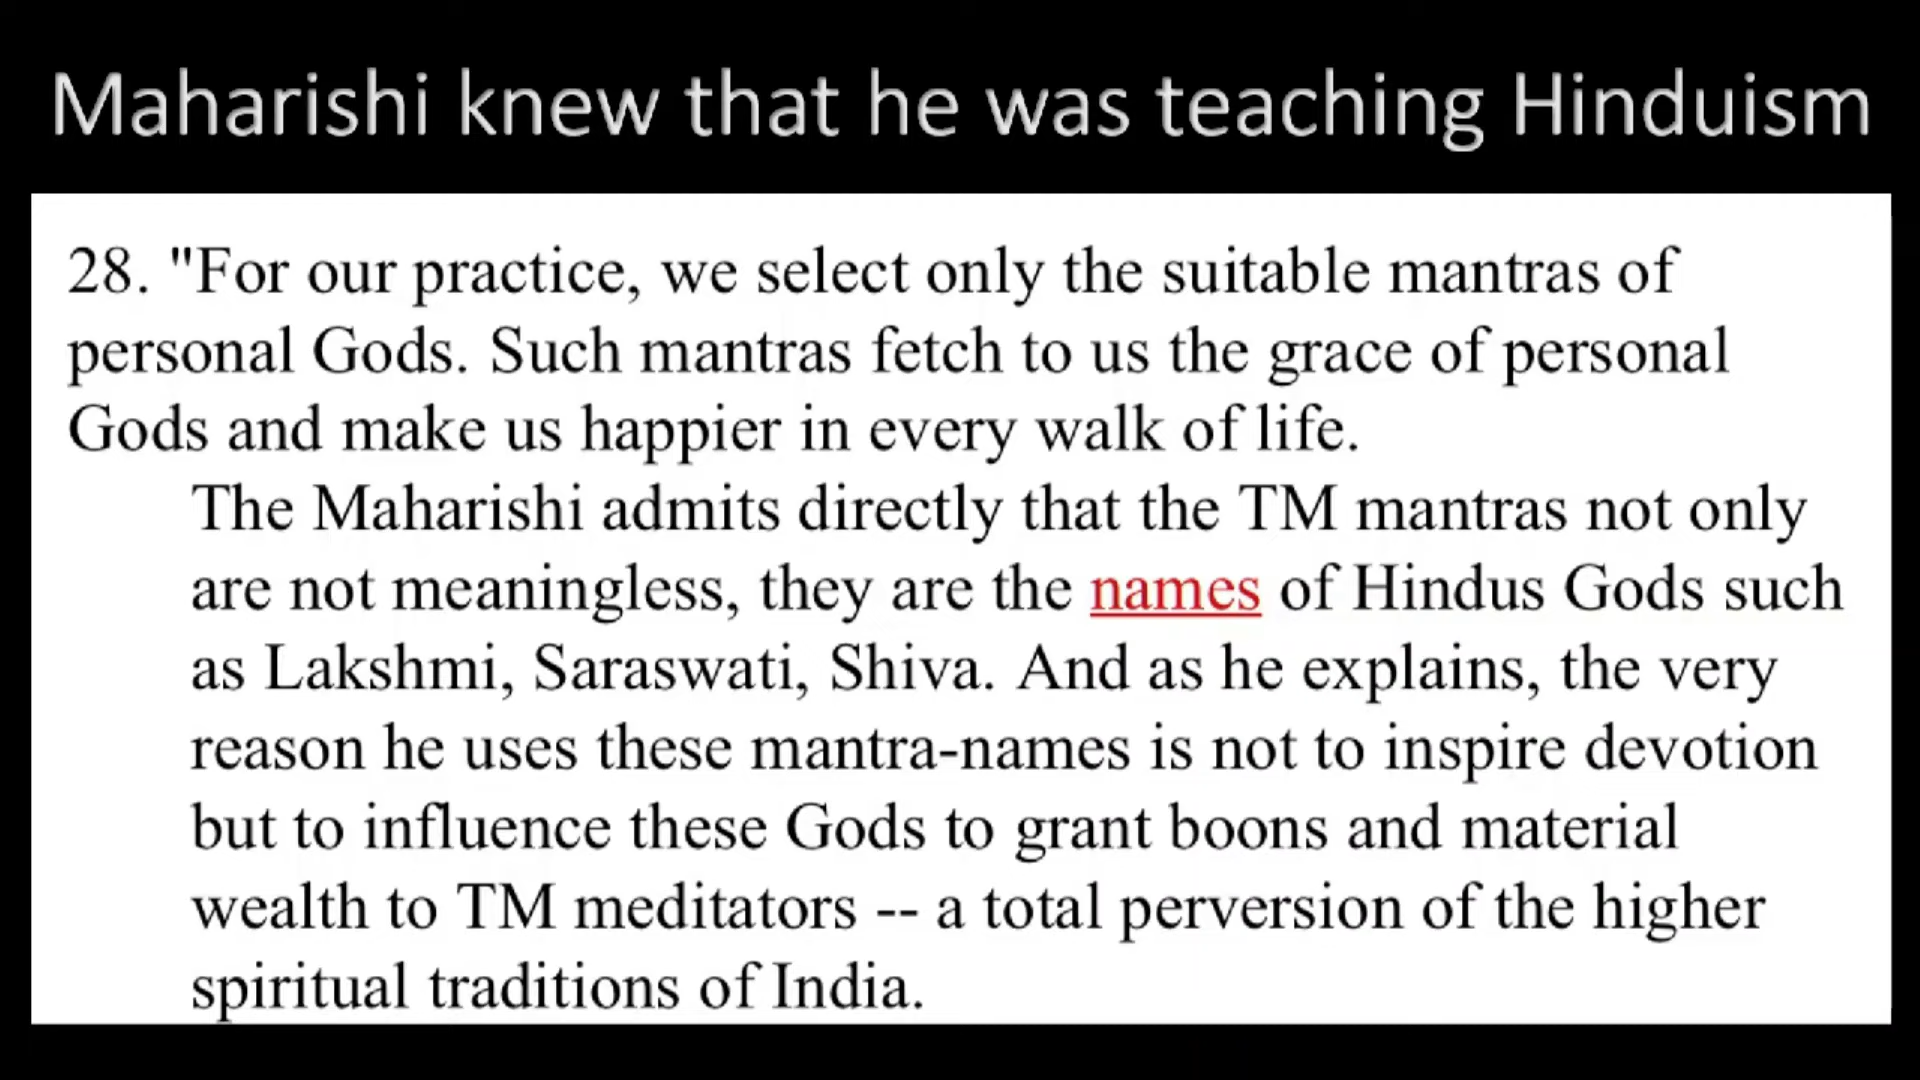 Maharishi knew that he was teaching Hinduism
28. "For our practice, we select only the suitable mantras of
personal Gods. Such mantras fetch to us the grace of personal
Gods and make us happier in every walk of life.
The Maharishi admits directly that the TM mantras not only
are not meaningless, they are the names of Hindus Gods such
as Lakshmi, Saraswati, Shiva. And as he explains, the very
reason he uses these mantra-names is not to inspire devotion
but to influence these Gods to grant boons and material
wealth to TM meditators -- a total perversion of the higher
spiritual traditions of India.